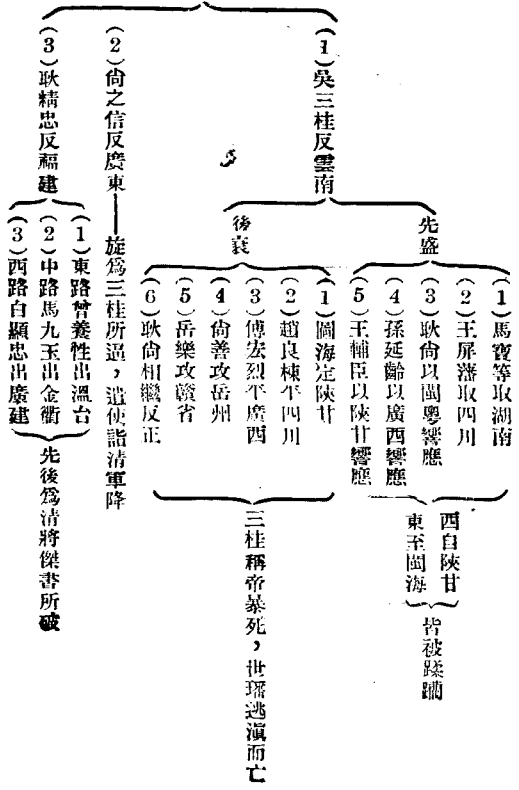 (1)吳三桂反雲南
先盛
(1)馬寶等取湖南
(2)王屏藩取四川
(3)耿尚以閩粵響應
(4)孫延齡以廣西響應
(5)王輔臣以陝甘響應
西自陝甘
東至閩海
皆被蹂躪
後衰
(1)圖海定陝甘
(2)趙良棟平四川
(3)傅宏烈平廣西
(4)尚善攻岳州
(5)岳樂攻贛省
(6)耿尚相繼反正
三桂稱帝暴死,世璠逃滇而亡
(2)尙之信反廣東——旋爲三桂所逼,遣使詣清軍降
(3)耿精忠反福建
(1)東路曾養性出溫台
(2)中路馬九玉出金衢
(3)西路白顯忠出廣建
先後爲清將傑書所破